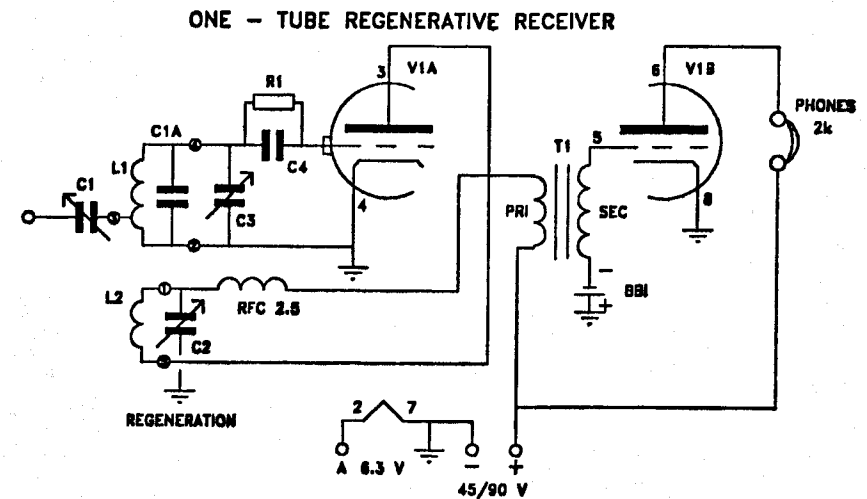 ONE – TUBE REGENERATIVE RECEIVER
3 V1A
6 V1B
R1
PHONES
2k
C1A
C4
5
T1
L1
C1
C3
4
PRI
SEC
8
BB1
L2
RFC 2.5
C2
REGENERATION
2 7
A 6.3 V
– +
45/90 V